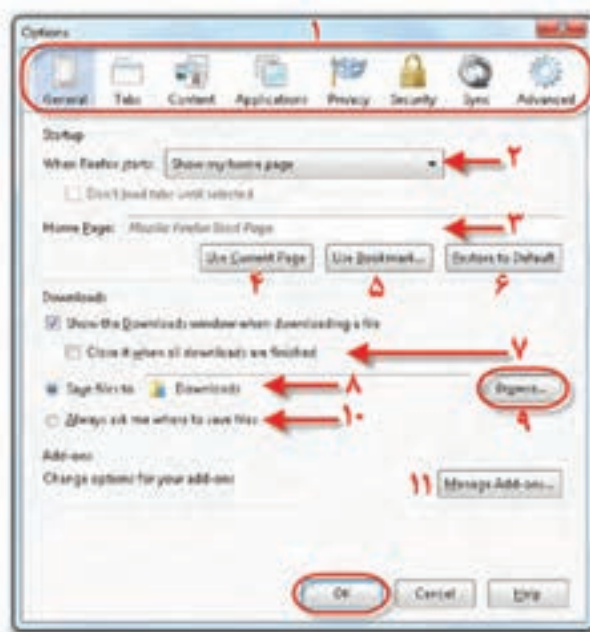 Options
۱
General Tabs Content Applications Privacy Security Sync Advanced
Startup
When Firefox starts: Show my home page ۲
Don't load tabs until selected
Home Page: Mozilla Firefox Start Page ۳
Use Current Page Use Bookmark... Restore to Default
۴ ۵ ۶
Downloads
Show the Downloads window when downloading a file
Close it when all downloads are finished ۷
Save files to Downloads ۸ Browse...
۹
Always ask me where to save files ۱۰
Add-ons
Change options for your add-ons ۱۱ Manage Add-ons...
OK Cancel Help